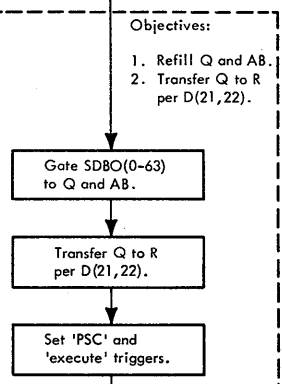 Objectives:
1. Refill Q and AB.
2. Transfer Q to R
per D(21,22).
Gate SDBO(0-63)
to Q and AB.
Transfer Q to R
per D(21,22).
Set 'PSC' and
'execute' triggers.